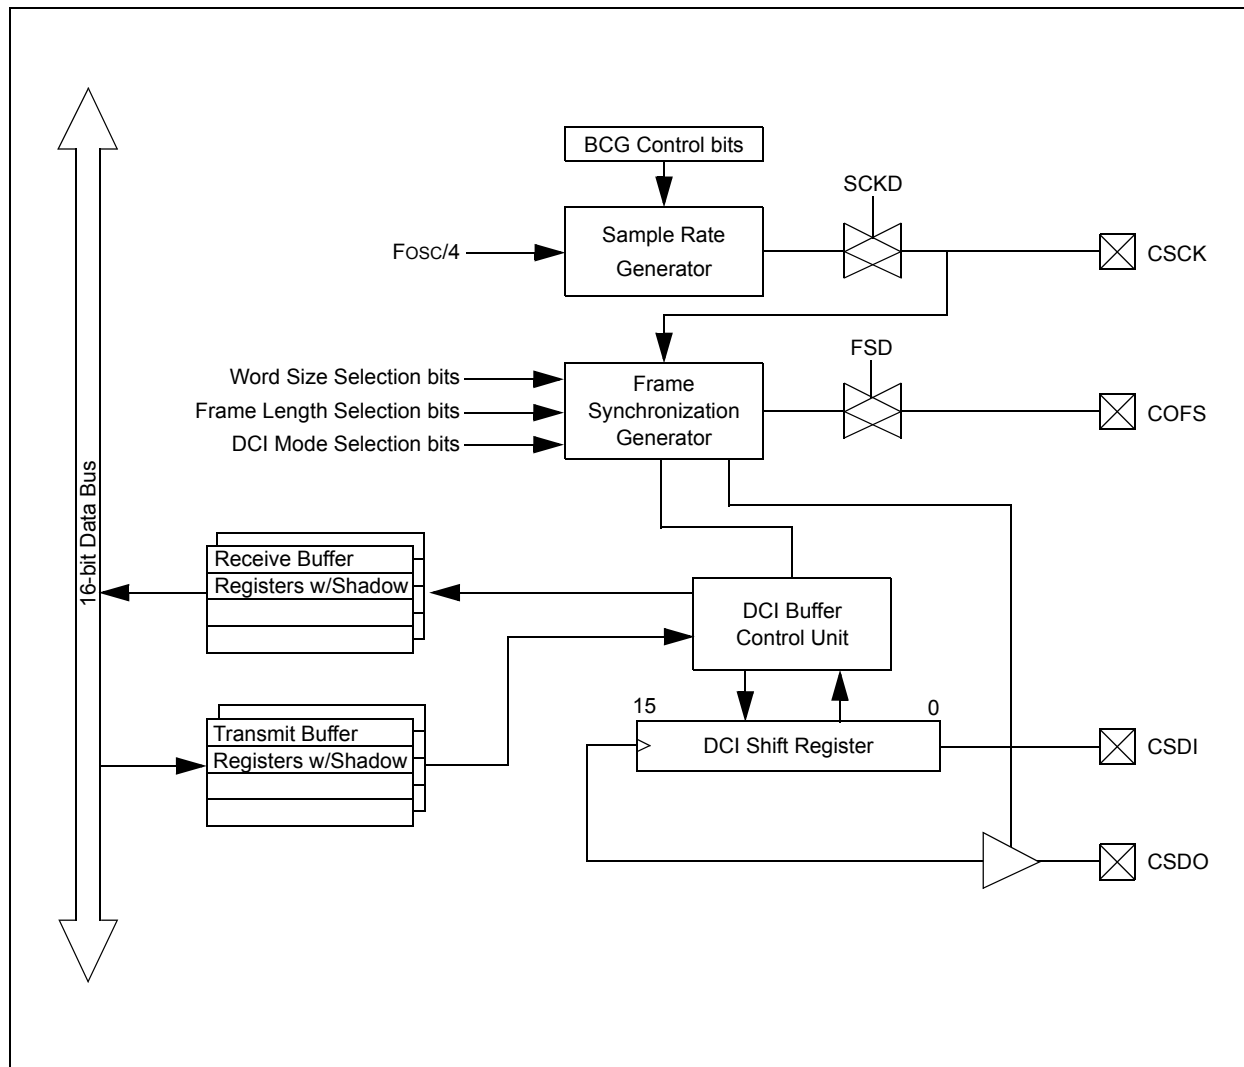 BCG Control bits
SCKD
Sample Rate
Generator
FOSC/4
CSCK
FSD
Word Size Selection bits
Frame Length Selection bits
DCI Mode Selection bits
Frame
Synchronization
Generator
COFS
16-bit Data Bus
Receive Buffer
Registers w/Shadow
DCI Buffer
Control Unit
15
0
Transmit Buffer
Registers w/Shadow
DCI Shift Register
CSDI
CSDO